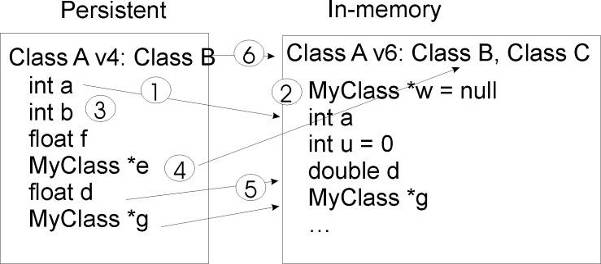 Persistent
In-memory
Class A v4: Class B
6
Class A v6: Class B, Class C
int a
1
int b
3
float f
MyClass *e
4
float d
5
MyClass *g
2
MyClass *w = null
int a
int u = 0
double d
MyClass *g
...